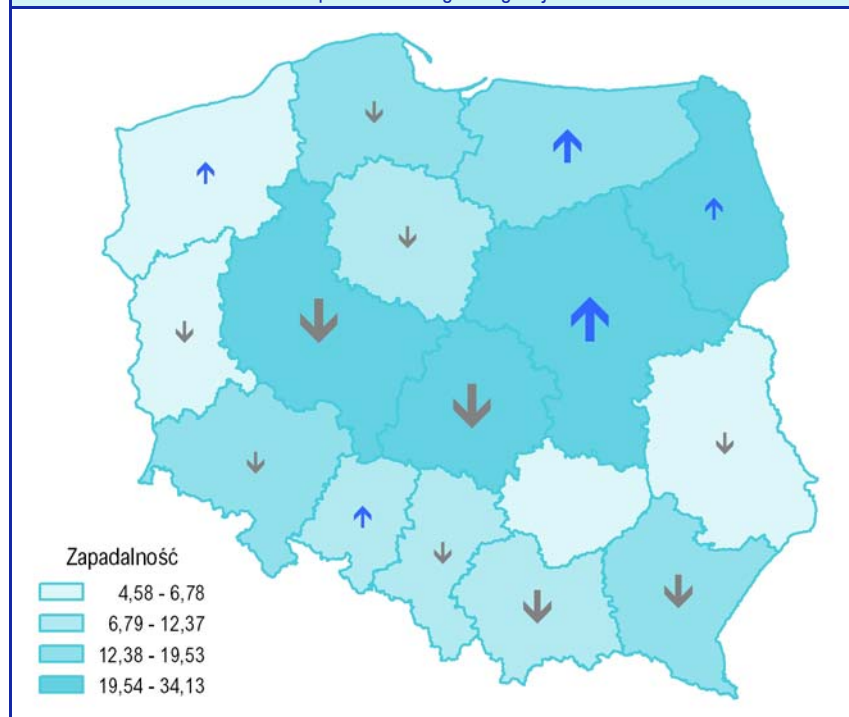 Zapadalność
4,58 - 6,78
6,79 - 12,37
12,38 - 19,53
19,54 - 34,13